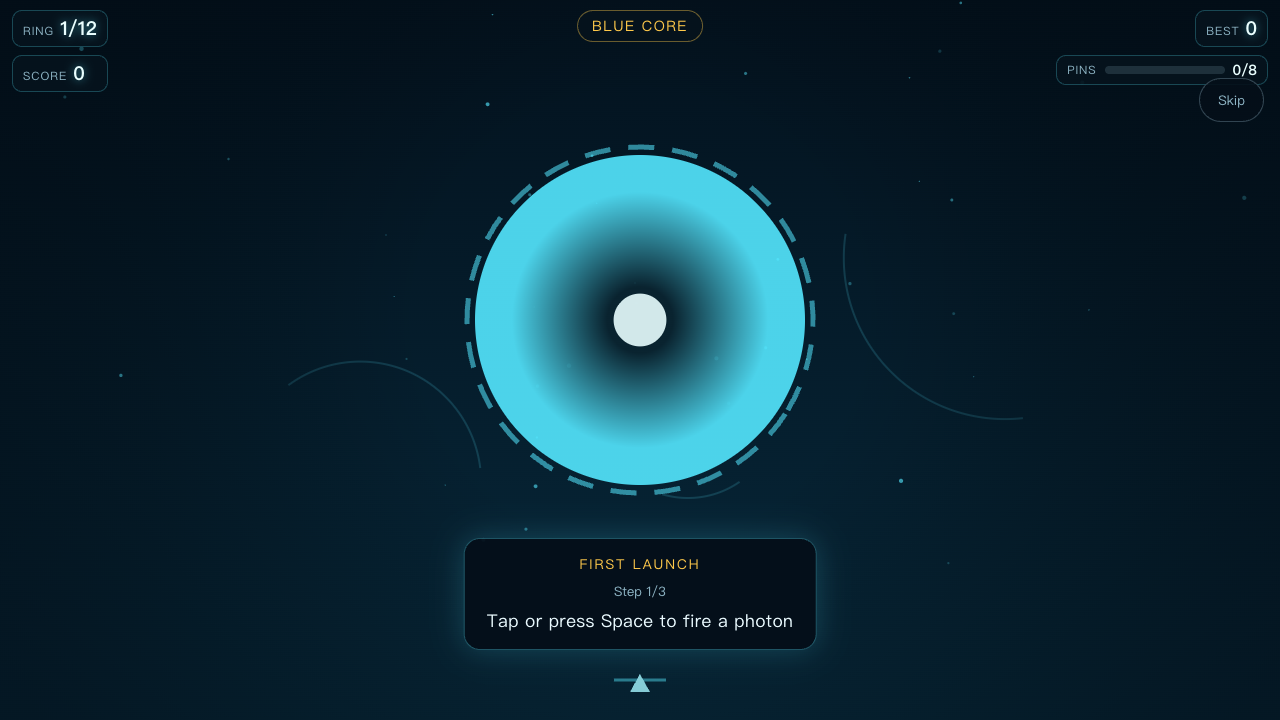 RING 1/12
SCORE 0
BLUE CORE
BEST 0
PINS 0/8
Skip
FIRST LAUNCH
Step 1/3
Tap or press Space to fire a photon